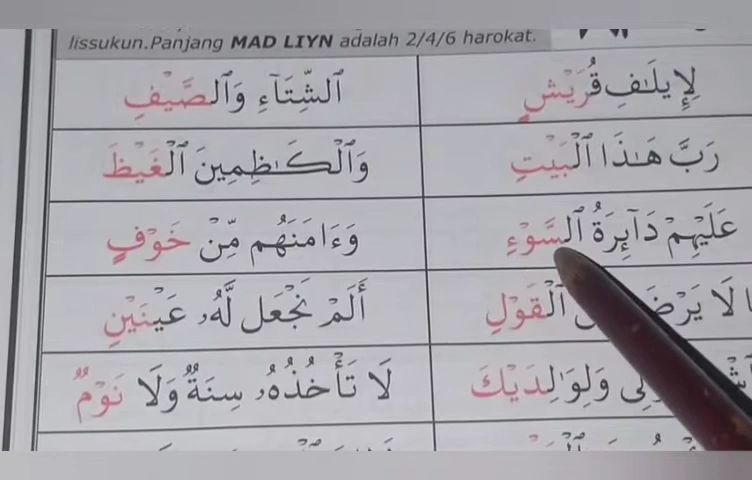 lissukun.Panjang MAD LIYN adalah 2/4/6 harokat.
لِإِيلَـٰفِ قُرَيْشٍ
ٱلشِّتَآءِ وَٱلصَّيْفِ
رَبَّ هَـٰذَا ٱلْبَيْتِ
وَٱلْكَـٰظِمِينَ ٱلْغَيْظَ
عَلَيْهِمْ دَآئِرَةُ ٱلسَّوْءِ
وَءَامَنَهُم مِّنْ خَوْفٍ
لَا يَرْضَ ٱلْقَوْلِ
أَلَمْ نَجْعَل لَّهُۥ عَيْنَيْنِ
لِى وَلِوَٰلِدَيْكَ
لَا تَأْخُذُهُۥ سِنَةٌ وَلَا نَوْمٌ